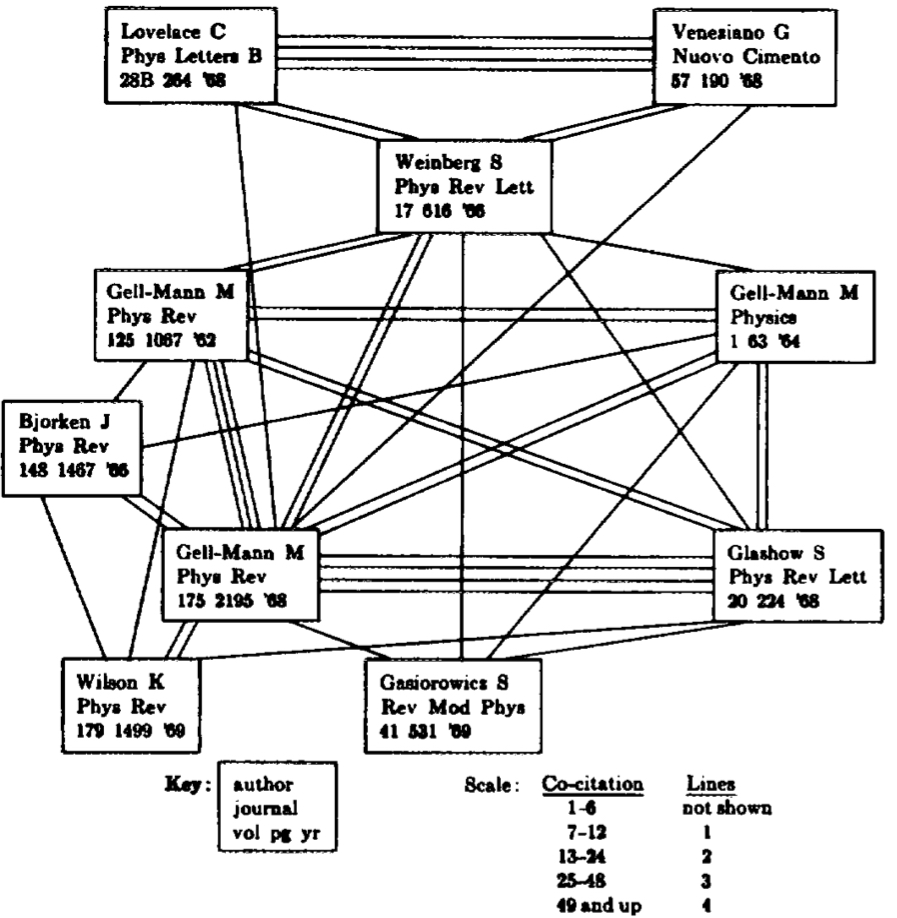 Lovelace C
Phys Letters B
28B 264 '68
Veneziano G
Nuovo Cimento
57 190 '68
Weinberg S
Phys Rev Lett
17 616 '66
Gell-Mann M
Phys Rev
125 1067 '62
Gell-Mann M
Physics
1 63 '64
Bjorken J
Phys Rev
148 1467 '66
Gell-Mann M
Phys Rev
175 2195 '68
Glashow S
Phys Rev Lett
20 224 '68
Wilson K
Phys Rev
179 1499 '69
Gasiorowics S
Rev Mod Phys
41 531 '69
Key:
author
journal
vol pg yr
Scale: Co-citation Lines
1-6 not shown
7-12 1
13-24 2
25-48 3
49 and up 4